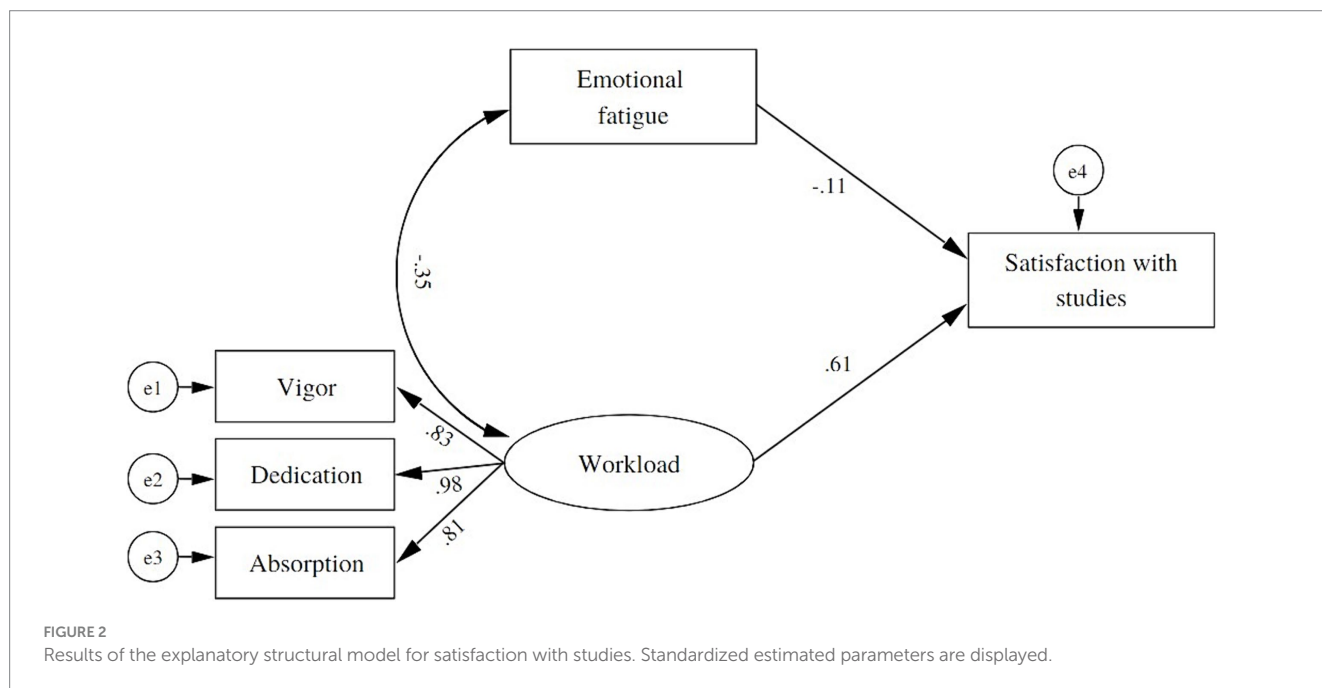 Emotional
fatigue
-.11
e4
Satisfaction with
studies
-.35
.61
e1
Vigor
.83
Workload
e2
Dedication
.98
.81
e3
Absorption
FIGURE 2
Results of the explanatory structural model for satisfaction with studies. Standardized estimated parameters are displayed.